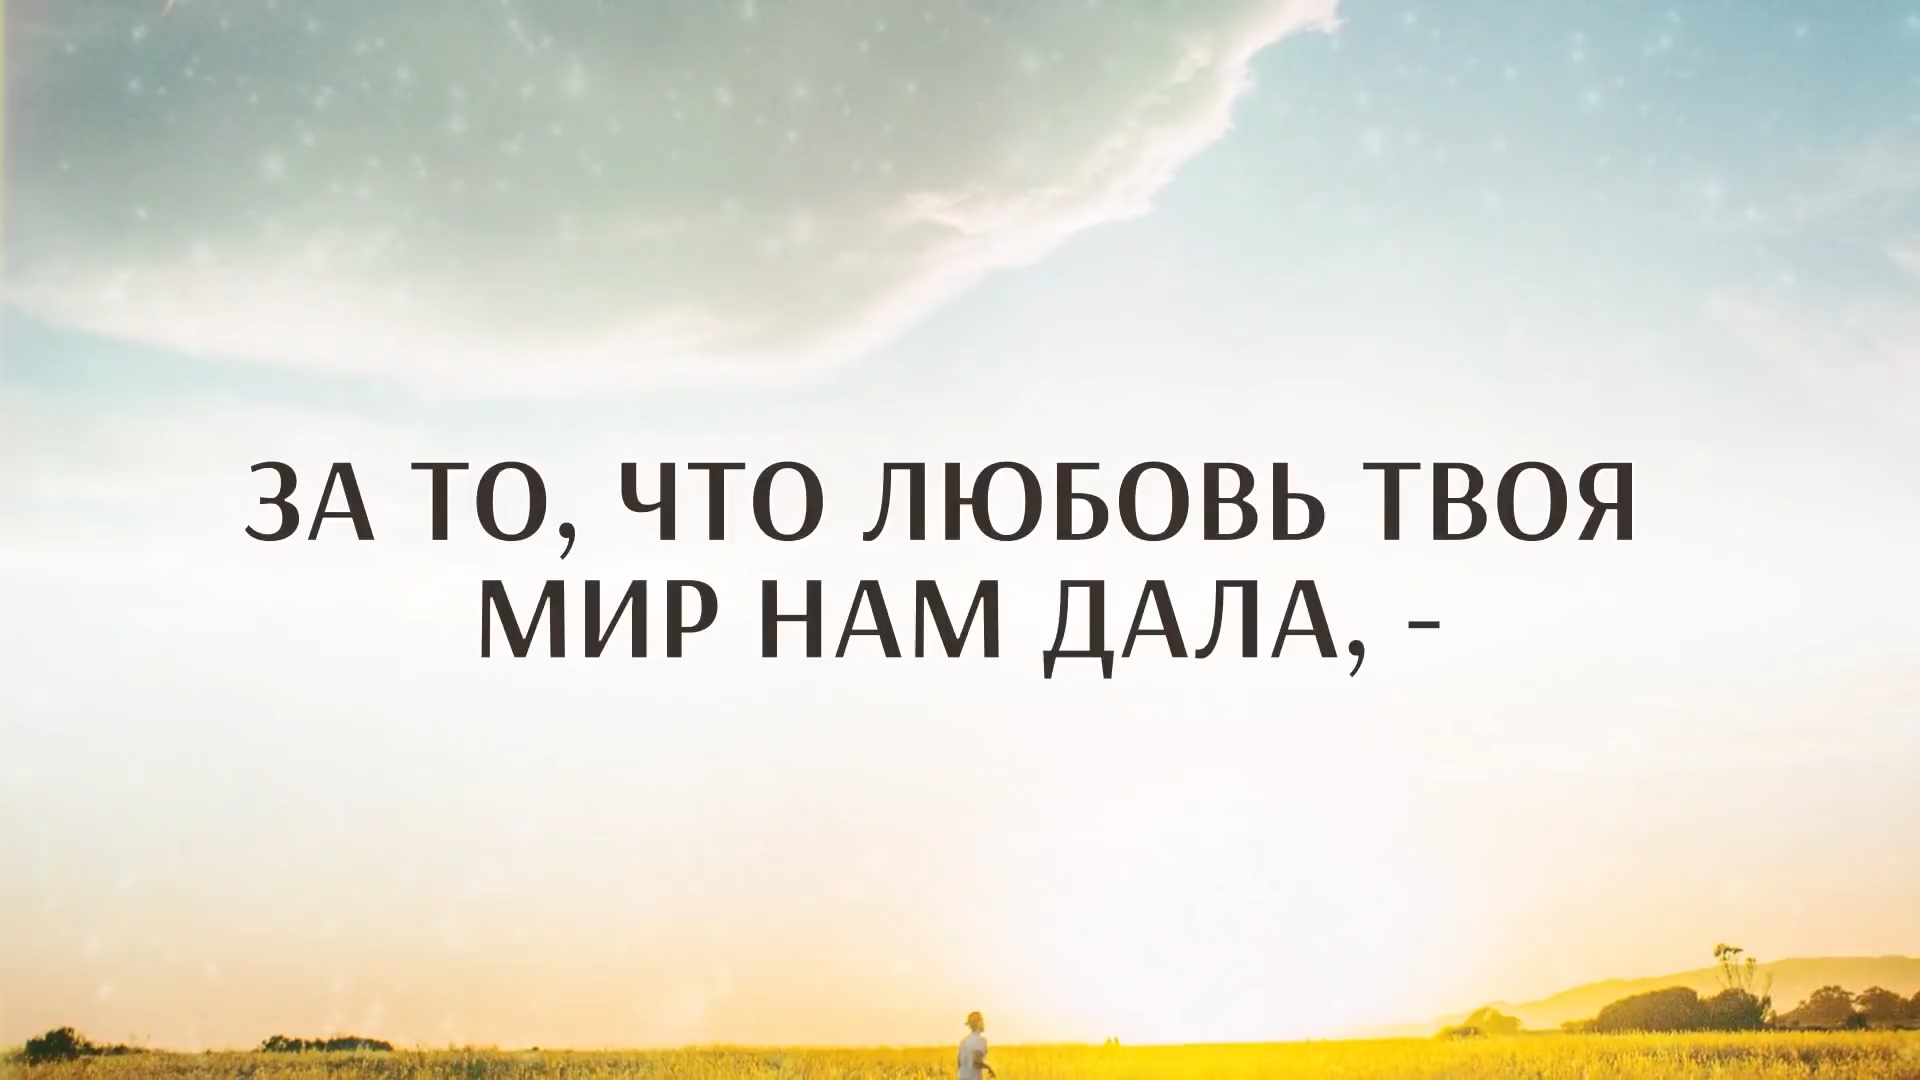 ЗА ТО, ЧТО ЛЮБОВЬ ТВОЯ
МИР НАМ ДАЛА, -